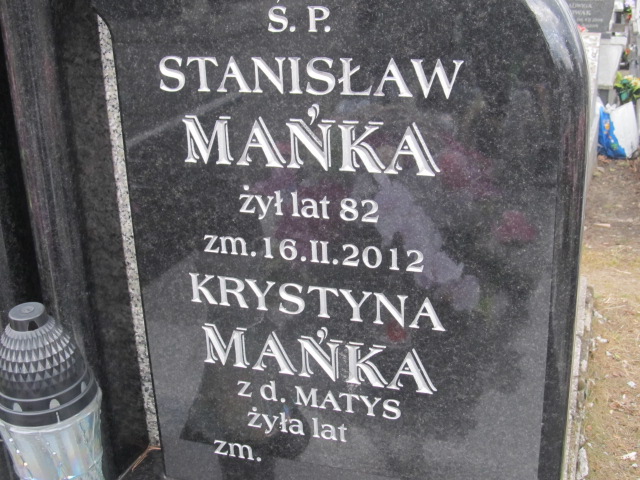 Ś. P.
STANISŁAW
MAŃKA
żył lat 82
zm. 16.II.2012
KRYSTYNA
MAŃKA
z d. MATYS
żyła lat
zm.